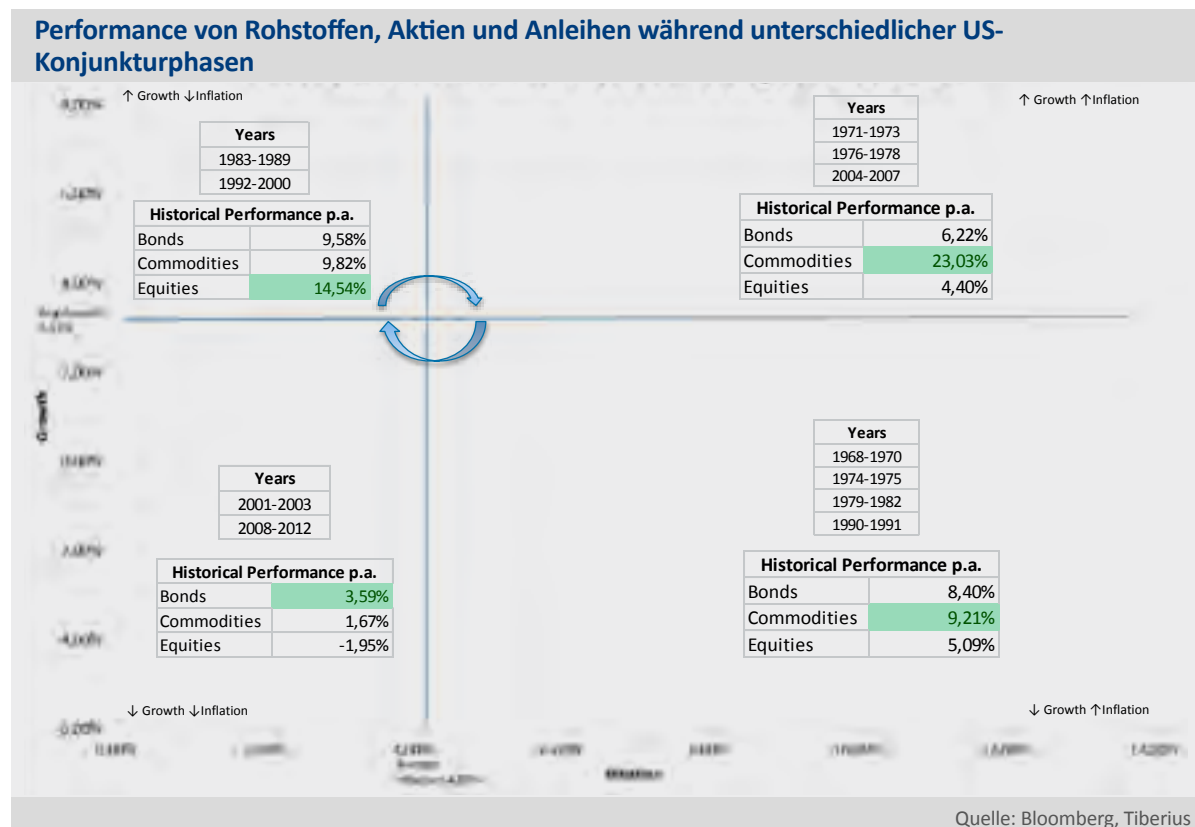 Performance von Rohstoffen, Aktien und Anleihen während unterschiedlicher US-
Konjunkturphasen
↑ Growth ↓Inflation
Years
1983-1989
1992-2000
Historical Performance p.a.
Bonds 9,58%
Commodities 9,82%
Equities 14,54%
↑ Growth ↑Inflation
Years
1971-1973
1976-1978
2004-2007
Historical Performance p.a.
Bonds 6,22%
Commodities 23,03%
Equities 4,40%
Growth
Years
2001-2003
2008-2012
Historical Performance p.a.
Bonds 3,59%
Commodities 1,67%
Equities -1,95%
↓ Growth ↓Inflation
Years
1968-1970
1974-1975
1979-1982
1990-1991
Historical Performance p.a.
Bonds 8,40%
Commodities 9,21%
Equities 5,09%
↓ Growth ↑Inflation
Quelle: Bloomberg, Tiberius